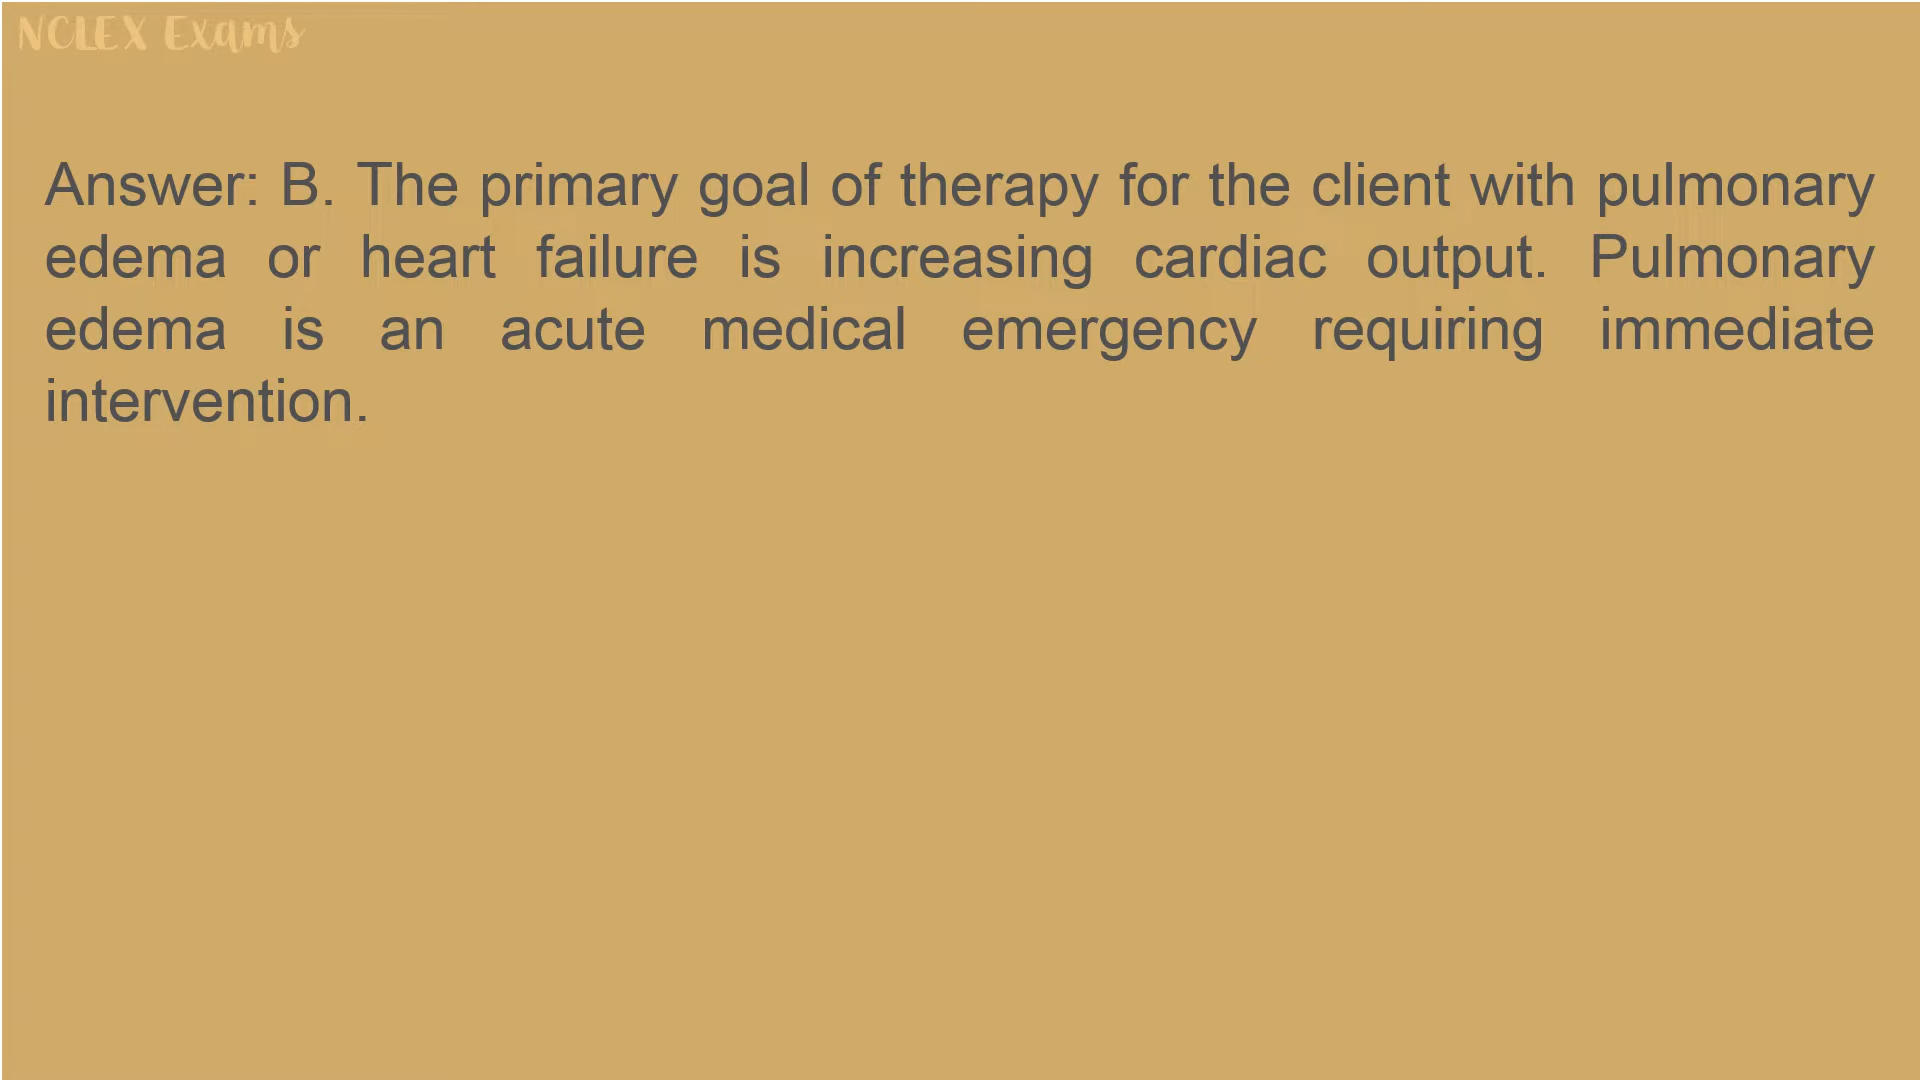 NCLEX Exams
Answer: B. The primary goal of therapy for the client with pulmonary
edema or heart failure is increasing cardiac output. Pulmonary
edema is an acute medical emergency requiring immediate
intervention.